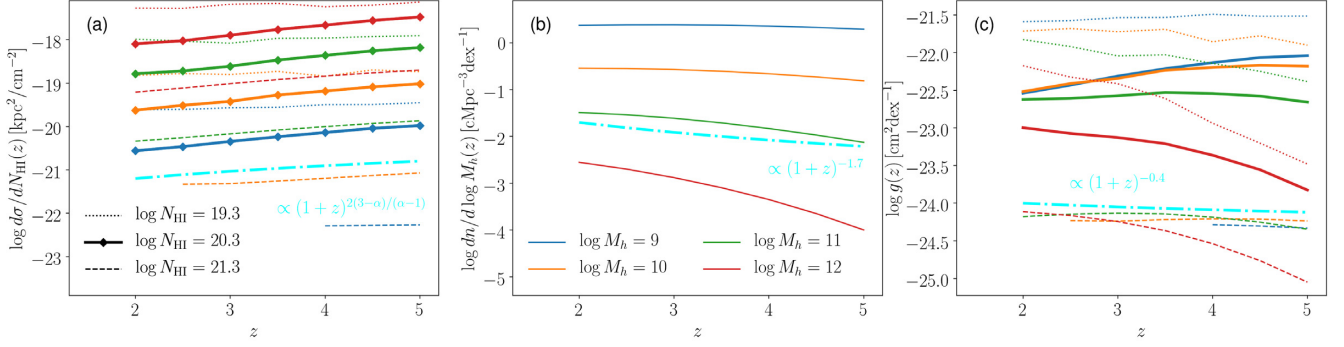 (a)
log dσ/dN_HI(z) [kpc²/cm⁻²]
−18
−19
−20
−21
−22
−23
∝ (1 + z)^{2(3−α)/(α−1)}
log N_HI = 19.3
log N_HI = 20.3
log N_HI = 21.3
2 3 4 5
z
(b)
log dn/d log M_h(z) [cMpc⁻³dex⁻¹]
0
−1
−2
−3
−4
−5
∝ (1 + z)^{−1.7}
log M_h = 9
log M_h = 10
log M_h = 11
log M_h = 12
2 3 4 5
z
(c)
log g(z) [cm²dex⁻¹]
−21.5
−22.0
−22.5
−23.0
−23.5
−24.0
−24.5
−25.0
∝ (1 + z)^{−0.4}
2 3 4 5
z